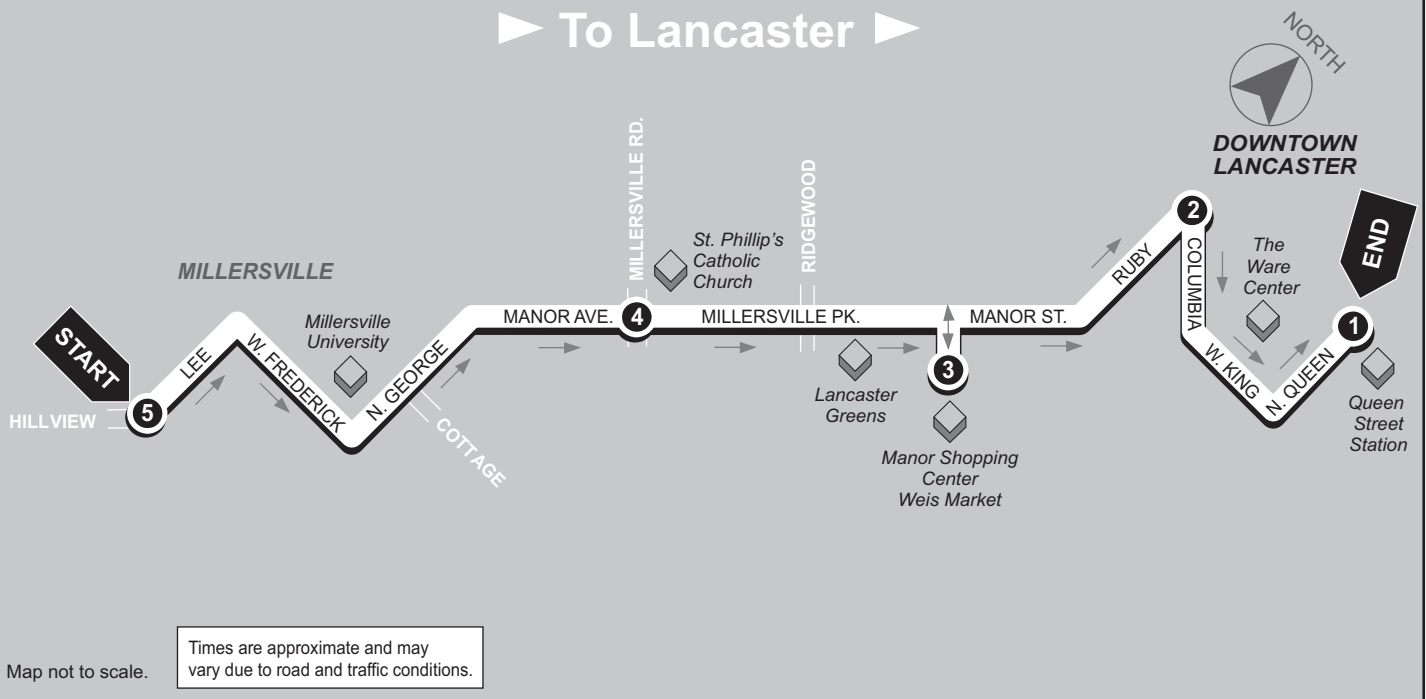 To Lancaster
NORTH
DOWNTOWN
LANCASTER
MILLERSVILLE RD.
RIDGEWOOD
St. Phillip's
Catholic
Church
MILLERSVILLE
START
HILLVIEW
5
LEE
W. FREDERICK
Millersville
University
N. GEORGE
COTTAGE
MANOR AVE.
4
MILLERSVILLE PK.
Lancaster
Greens
3
Manor Shopping
Center
Weis Market
MANOR ST.
RUBY
2
COLUMBIA
The
Ware
Center
W. KING
N. QUEEN
1
END
Queen
Street
Station
Map not to scale.
Times are approximate and may
vary due to road and traffic conditions.